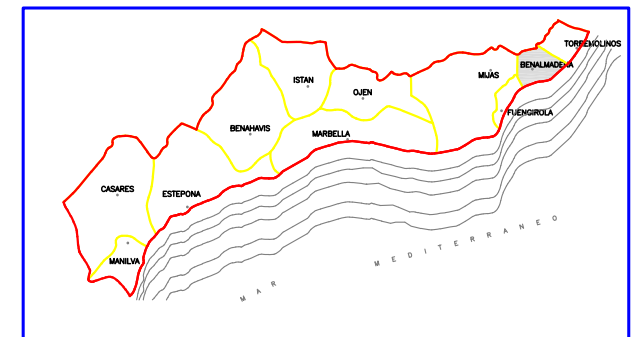 TORREMOLINOS
BENALMADENA
MIJAS
ISTAN
OJEN
FUENGIROLA
BENAHAVIS
MARBELLA
CASARES
ESTEPONA
MANILVA
MAR MEDITERRANEO